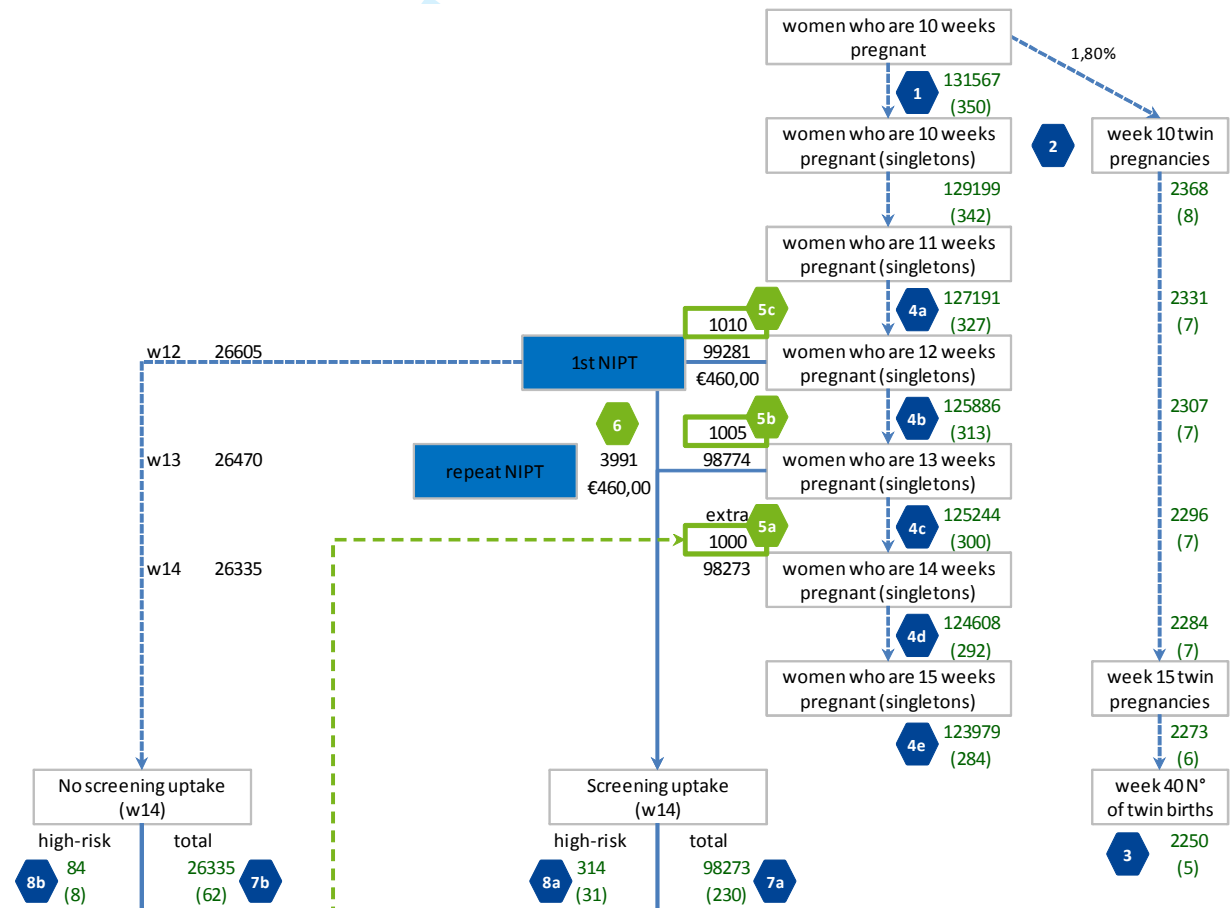 women who are 10 weeks
pregnant
1,80%
1
131567
(350)
women who are 10 weeks
pregnant (singletons)
2
week 10 twin
pregnancies
129199
(342)
2368
(8)
women who are 11 weeks
pregnant (singletons)
5c
1010
4a
127191
(327)
2331
(7)
w12
26605
1st NIPT
99281
€460,00
women who are 12 weeks
pregnant (singletons)
6
5b
1005
4b
125886
(313)
2307
(7)
w13
26470
repeat NIPT
3991
€460,00
98774
women who are 13 weeks
pregnant (singletons)
extra
5a
1000
4c
125244
(300)
2296
(7)
w14
26335
98273
women who are 14 weeks
pregnant (singletons)
4d
124608
(292)
2284
(7)
women who are 15 weeks
pregnant (singletons)
week 15 twin
pregnancies
4e
123979
(284)
2273
(6)
No screening uptake
(w14)
Screening uptake
(w14)
week 40 N°
of twin births
high-risk
total
8b
84
(8)
26335
(62)
7b
high-risk
total
8a
314
(31)
98273
(230)
7a
3
2250
(5)